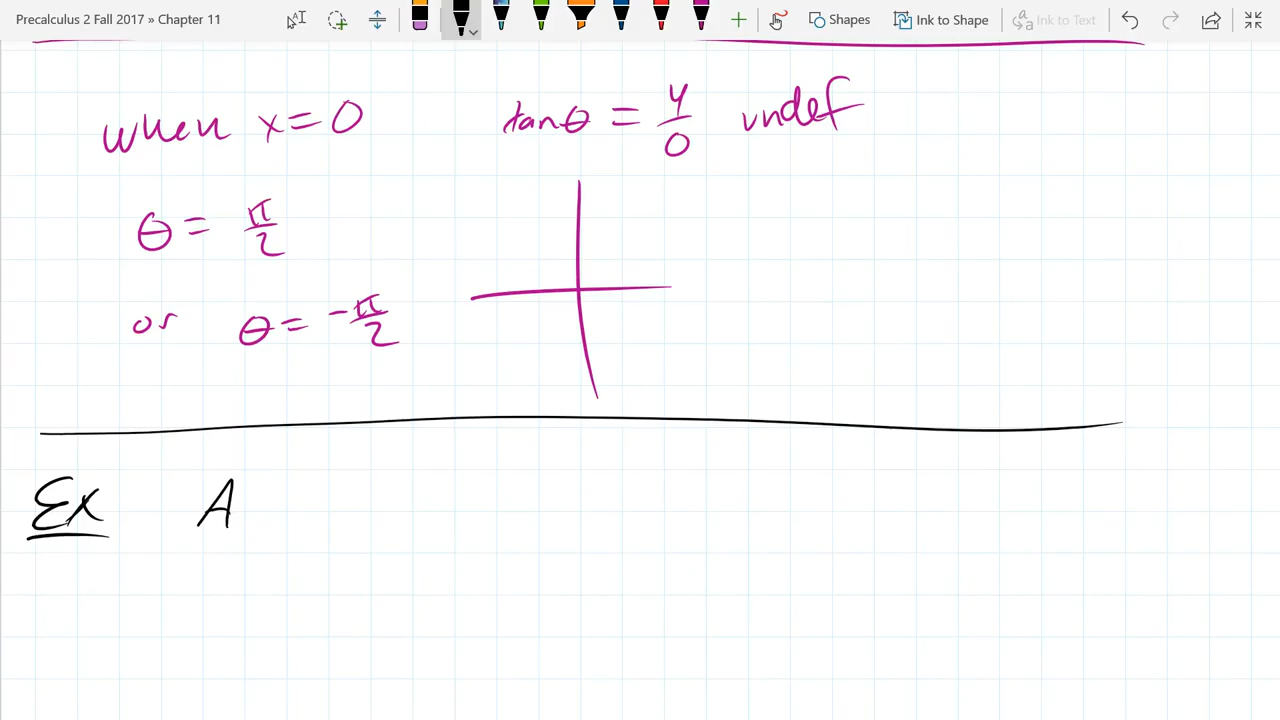 Precalculus 2 Fall 2017 » Chapter 11
Shapes
Ink to Shape
Ink to Text
when x = 0 tanθ = y/0 undef
θ = π/2
or θ = -π/2
Ex A